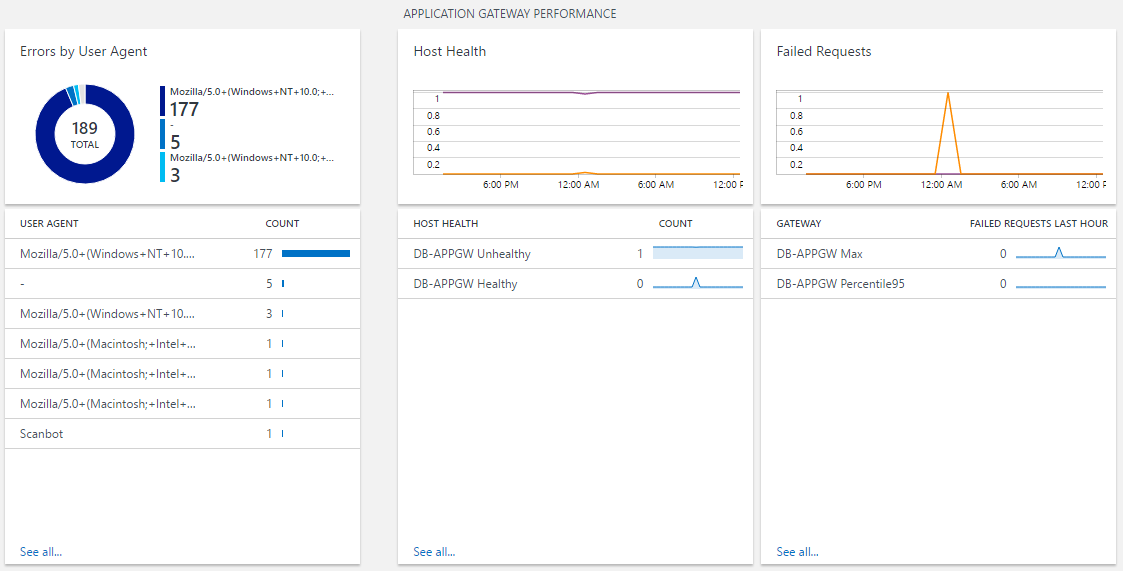 APPLICATION GATEWAY PERFORMANCE
Errors by User Agent
189
TOTAL
Mozilla/5.0+(Windows+NT+10.0;+...
177
-
5
Mozilla/5.0+(Windows+NT+10.0;+...
3
USER AGENT COUNT
Mozilla/5.0+(Windows+NT+10.... 177
- 5
Mozilla/5.0+(Windows+NT+10.... 3
Mozilla/5.0+(Macintosh;+Intel+... 1
Mozilla/5.0+(Macintosh;+Intel+... 1
Mozilla/5.0+(Macintosh;+Intel+... 1
Scanbot 1
See all...
Host Health
1
0.8
0.6
0.4
0.2
6:00 PM 12:00 AM 6:00 AM 12:00 F
HOST HEALTH COUNT
DB-APPGW Unhealthy 1
DB-APPGW Healthy 0
See all...
Failed Requests
1
0.8
0.6
0.4
0.2
6:00 PM 12:00 AM 6:00 AM 12:00 F
GATEWAY FAILED REQUESTS LAST HOUR
DB-APPGW Max 0
DB-APPGW Percentile95 0
See all...